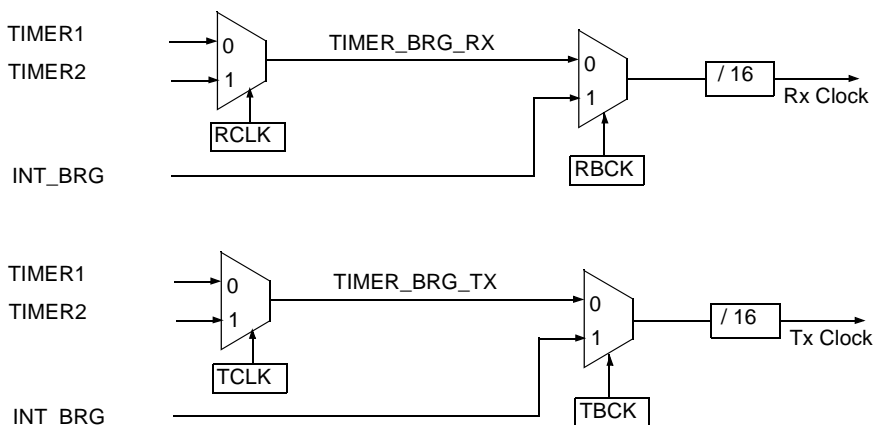 TIMER1
0
TIMER_BRG_RX
TIMER2
1
0
/ 16
1
Rx Clock
RCLK
INT_BRG
RBCK
TIMER1
0
TIMER_BRG_TX
TIMER2
1
0
/ 16
1
Tx Clock
TCLK
INT_BRG
TBCK